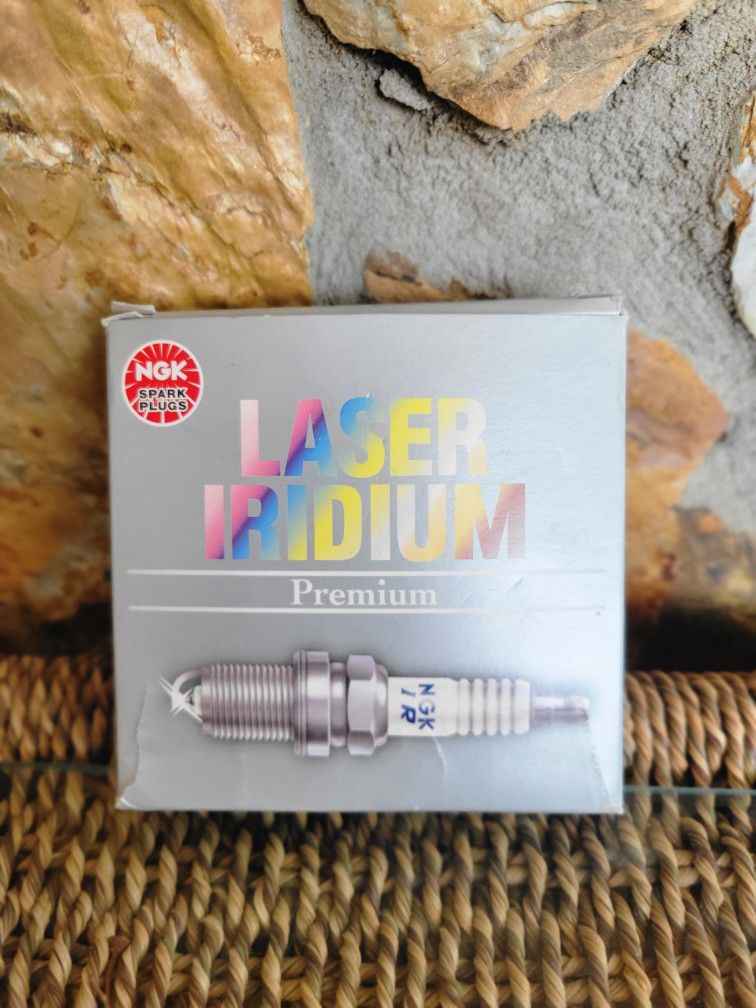 NGK
SPARK
PLUGS
LASER
IRIDIUM
Premium
NGK
IR